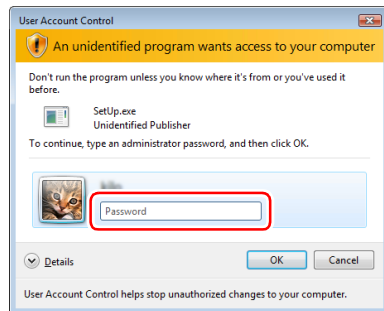 User Account Control
An unidentified program wants access to your computer
Don't run the program unless you know where it's from or you've used it
before.
SetUp.exe
Unidentified Publisher
To continue, type an administrator password, and then click OK.
Password
Details
OK
Cancel
User Account Control helps stop unauthorized changes to your computer.